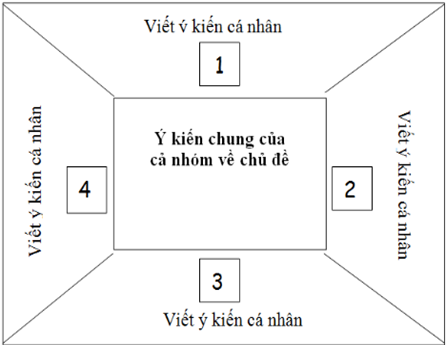 Viết ý kiến cá nhân
1
Ý kiến chung của
cả nhóm về chủ đề
Viết ý kiến cá nhân
4
2
Viết ý kiến cá nhân
3
Viết ý kiến cá nhân